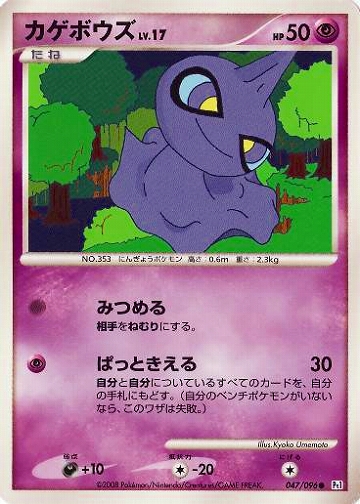 カゲボウズ LV.17 HP 50
たね
NO.353 にんぎょうポケモン 高さ：0.6m 重さ：2.3kg
みつめる
相手をねむりにする。
ぱっときえる 30
自分と自分についているすべてのカードを、自
分の手札にもどす。（自分のベンチポケモンがいない
なら、このワザは失敗。）
Illus.Kyoko Umemoto
弱点 抵抗力 にげる
+10 -20
©2008 Pokémon/Nintendo/Creatures/GAME FREAK. 047/096 Pt1